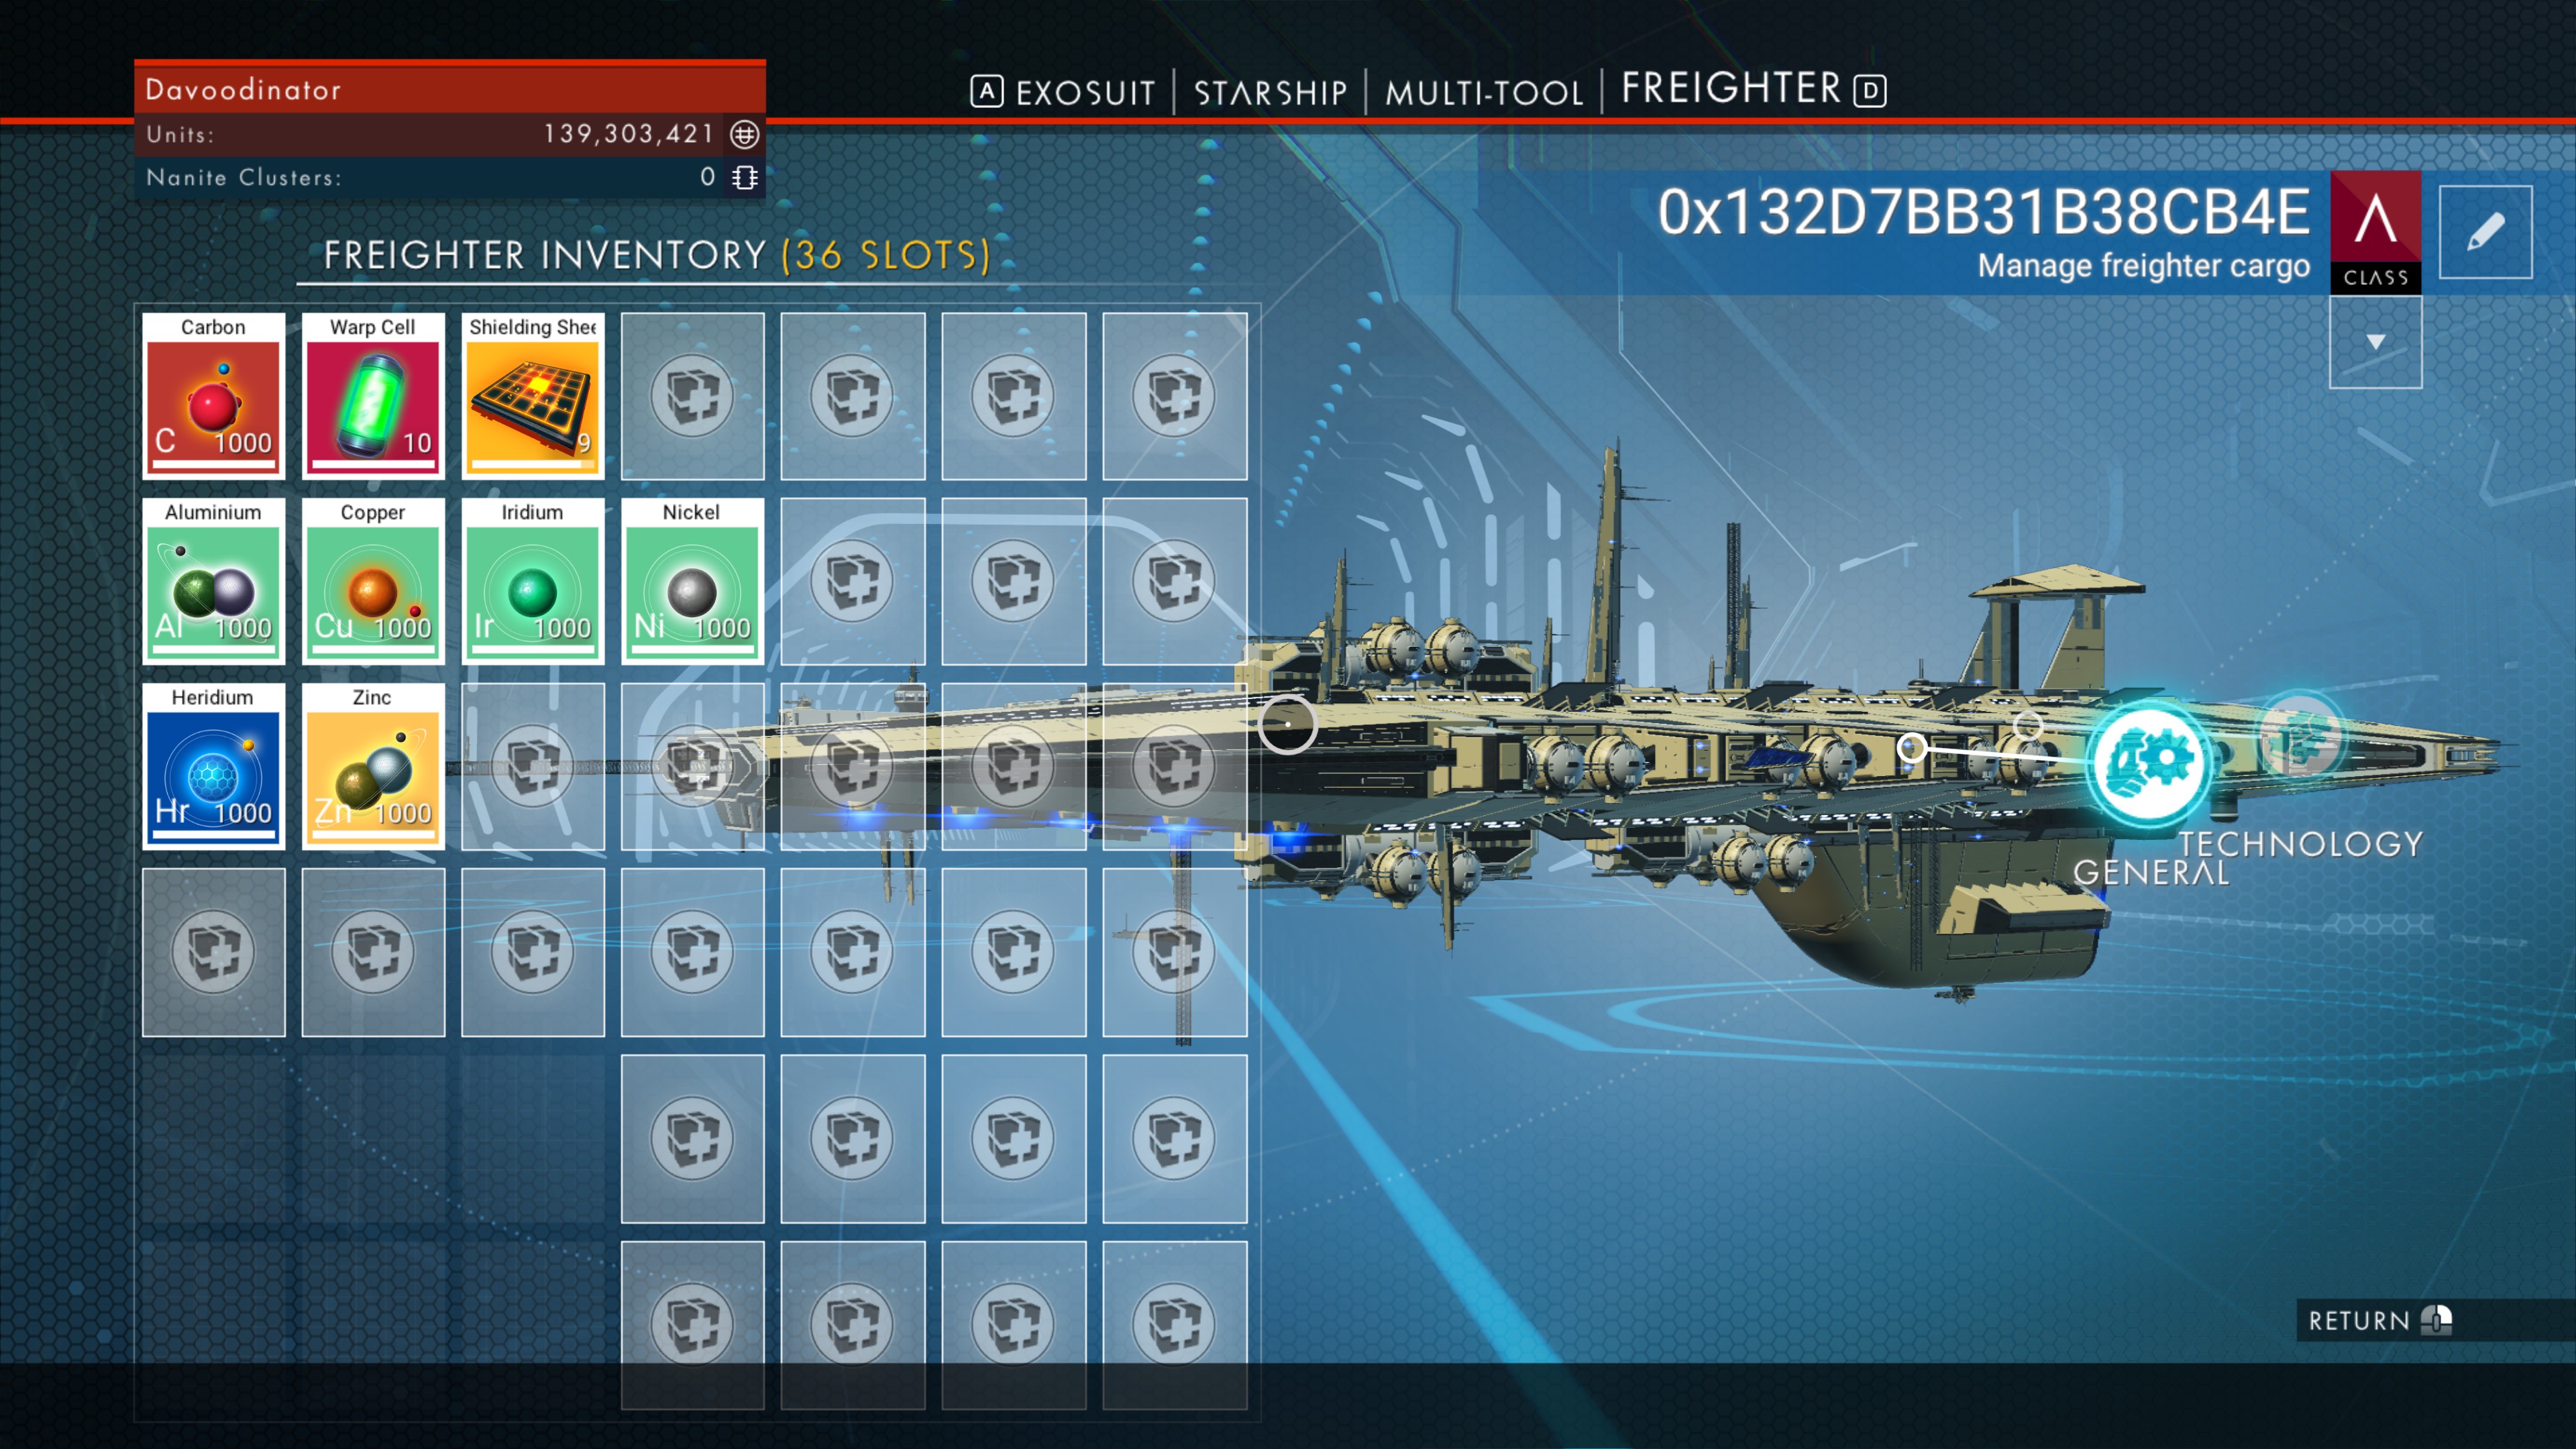 Davoodinator
Units: 139,303,421
Nanite Clusters: 0
A EXOSUIT STARSHIP MULTI-TOOL FREIGHTER D
0x132D7BB31B38CB4E
Manage freighter cargo
A
CLASS
FREIGHTER INVENTORY (36 SLOTS)
Carbon Warp Cell Shielding Shee
C 1000 10 9
Aluminium Copper Iridium Nickel
Al 1000 Cu 1000 Ir 1000 Ni 1000
Heridium Zinc
Hr 1000 Zn 1000
TECHNOLOGY
GENERAL
RETURN